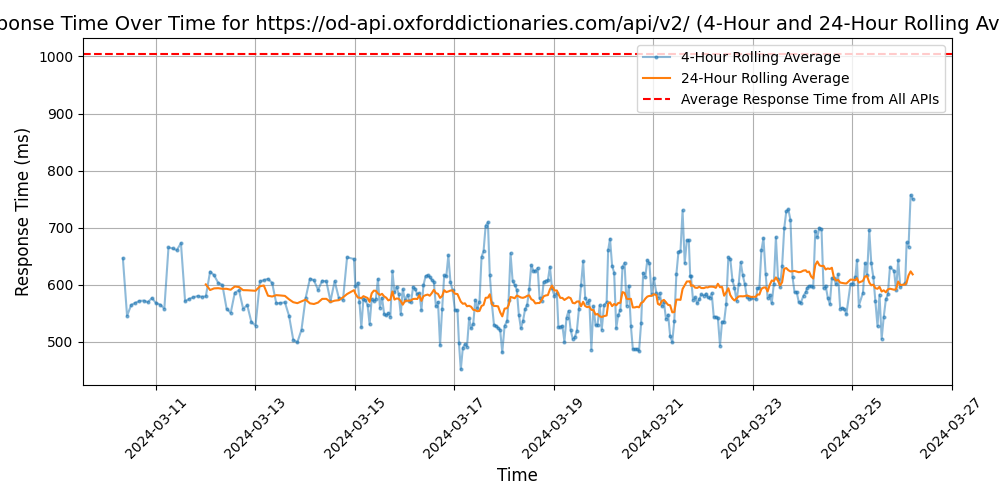 ponse Time Over Time for https://od-api.oxforddictionaries.com/api/v2/ (4-Hour and 24-Hour Rolling Av
4-Hour Rolling Average
24-Hour Rolling Average
Average Response Time from All APIs
Response Time (ms)
1000
900
800
700
600
500
2024-03-11
2024-03-13
2024-03-15
2024-03-17
2024-03-19
2024-03-21
2024-03-23
2024-03-25
2024-03-27
Time